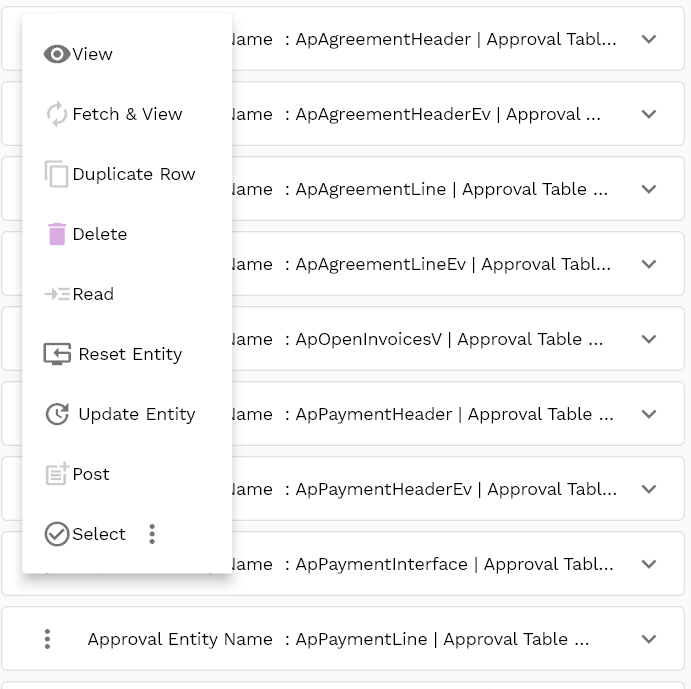 View
Fetch & View
Duplicate Row
Delete
Read
Reset Entity
Update Entity
Post
Select
Name : ApAgreementHeader | Approval Tabl...
Name : ApAgreementHeaderEv | Approval ...
Name : ApAgreementLine | Approval Table ...
Name : ApAgreementLineEv | Approval Tabl...
Name : ApOpenInvoicesV | Approval Table ...
Name : ApPaymentHeader | Approval Table ...
Name : ApPaymentHeaderEv | Approval Tabl...
Name : ApPaymentInterface | Approval Tabl...
Approval Entity Name : ApPaymentLine | Approval Table ...